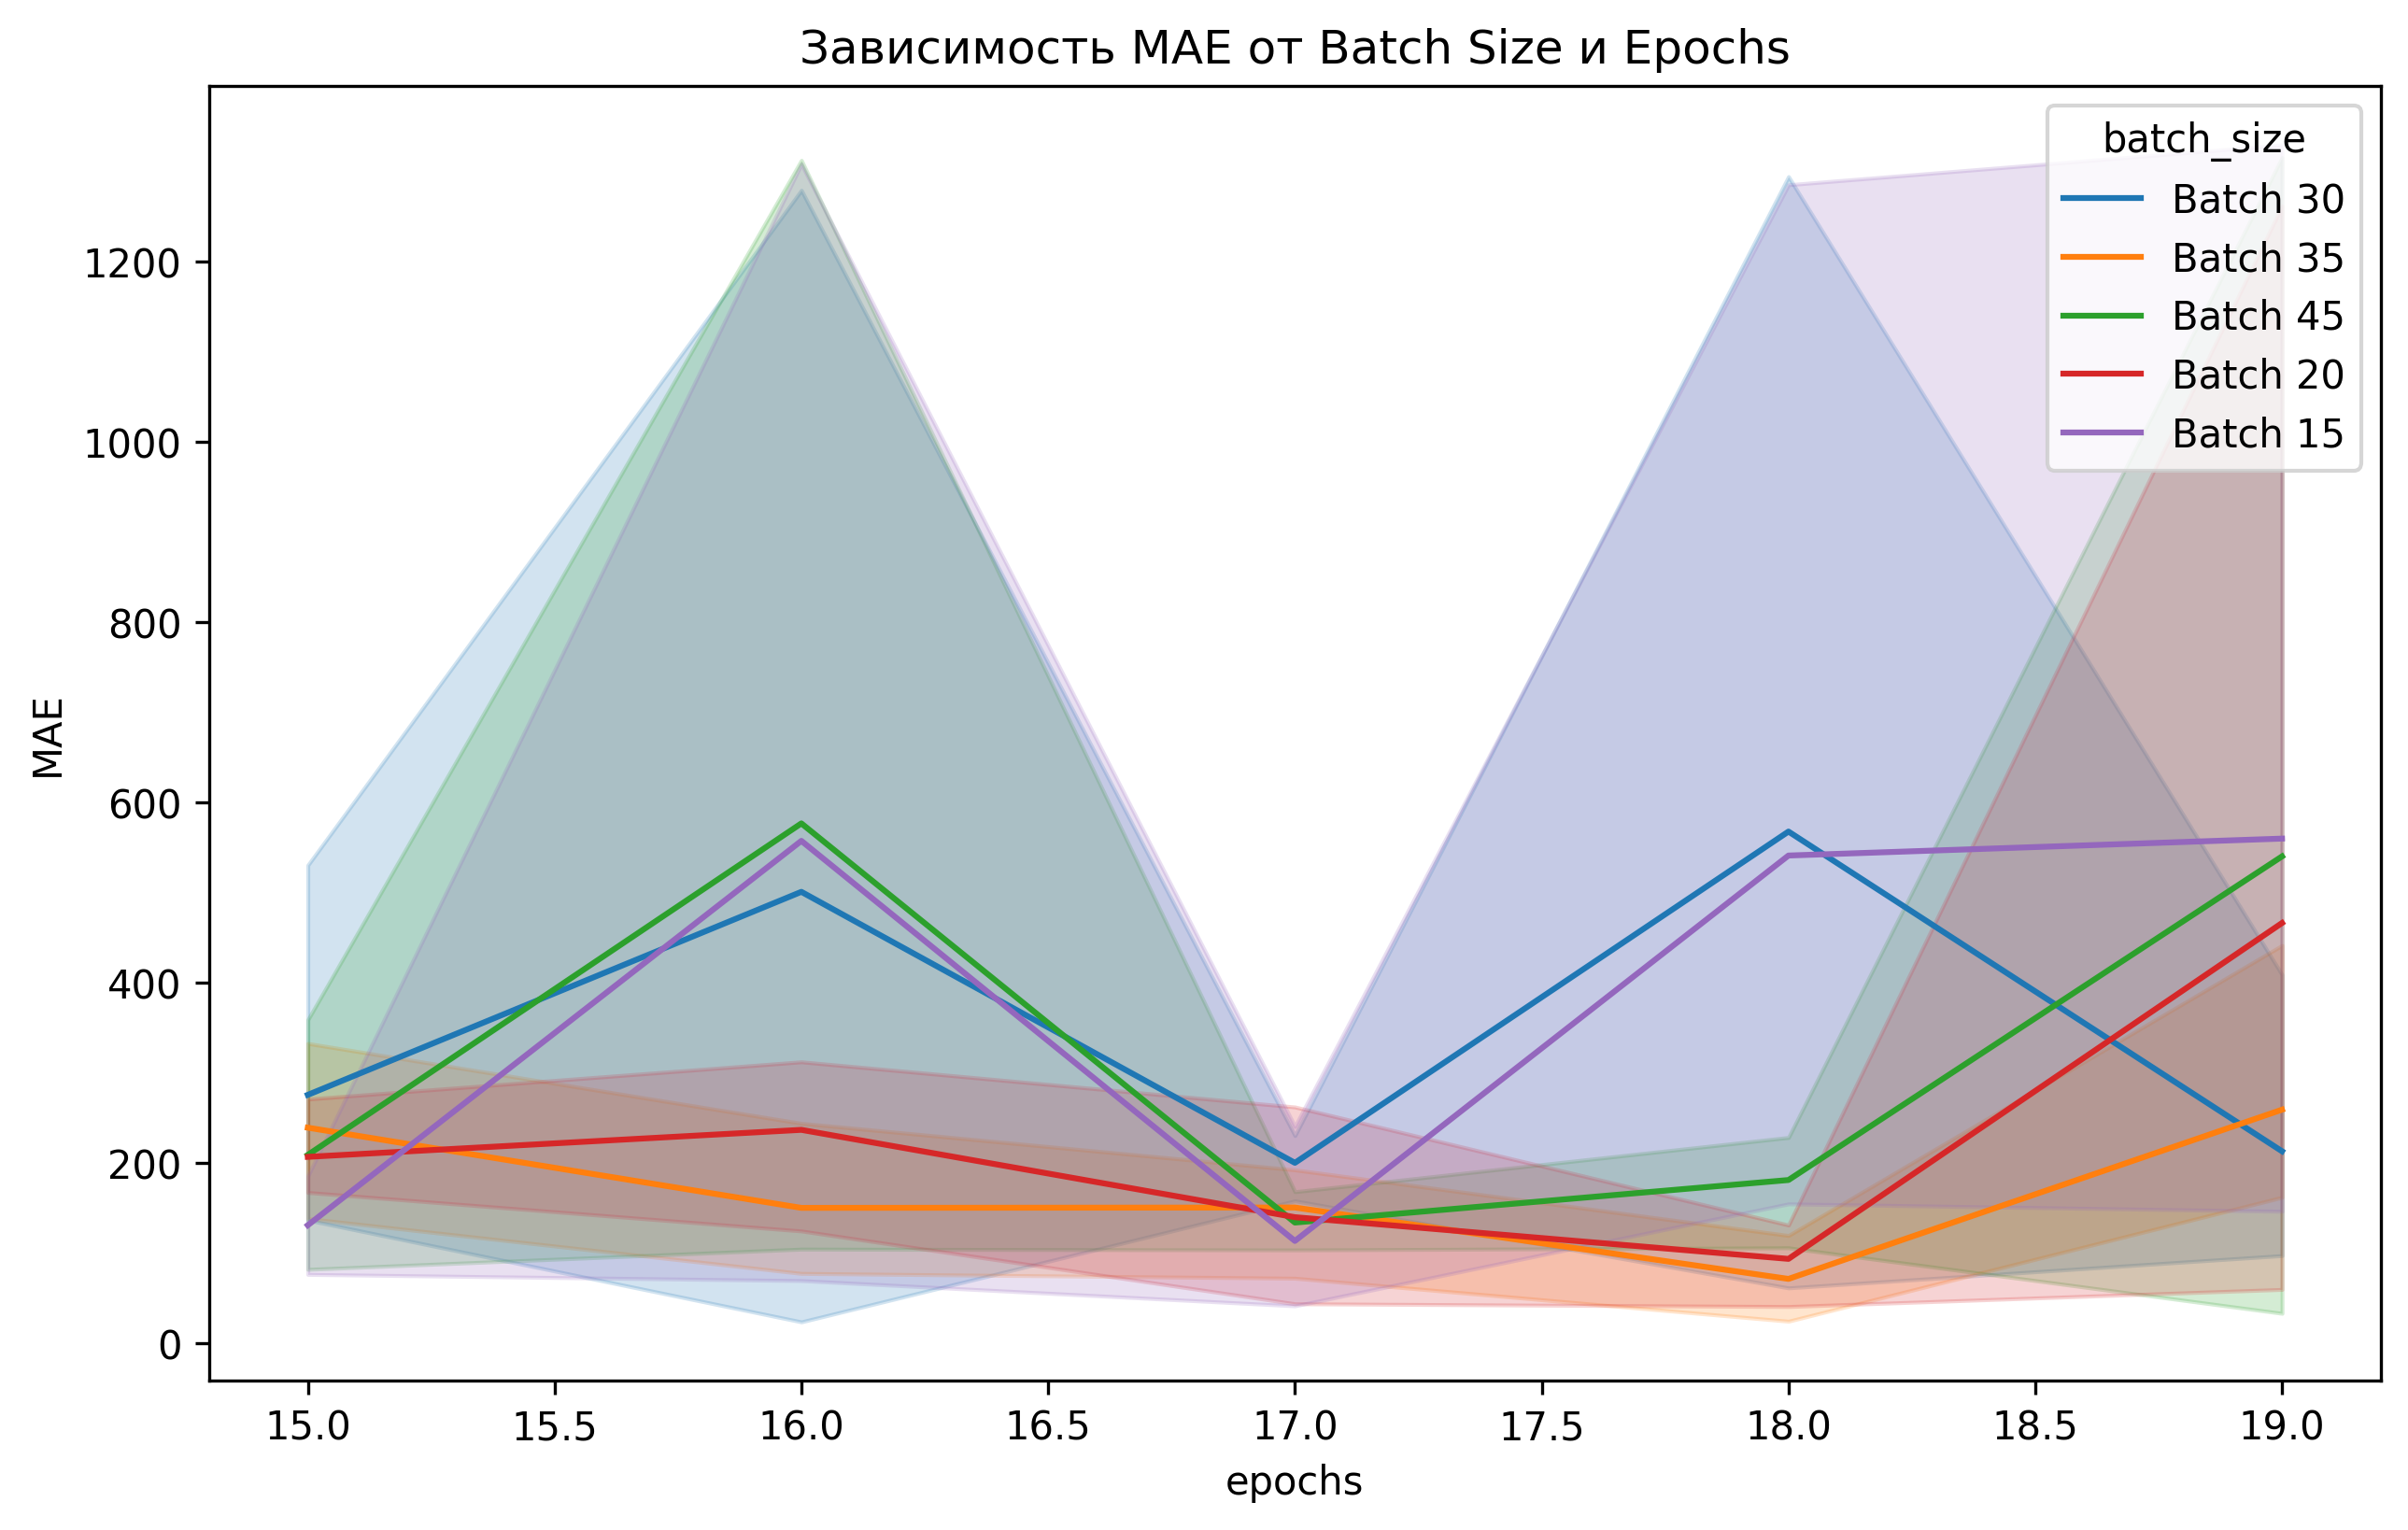 Зависимость MAE от Batch Size и Epochs
batch_size
Batch 30
Batch 35
Batch 45
Batch 20
Batch 15
MAE
1200
1000
800
600
400
200
0
15.0 15.5 16.0 16.5 17.0 17.5 18.0 18.5 19.0
epochs